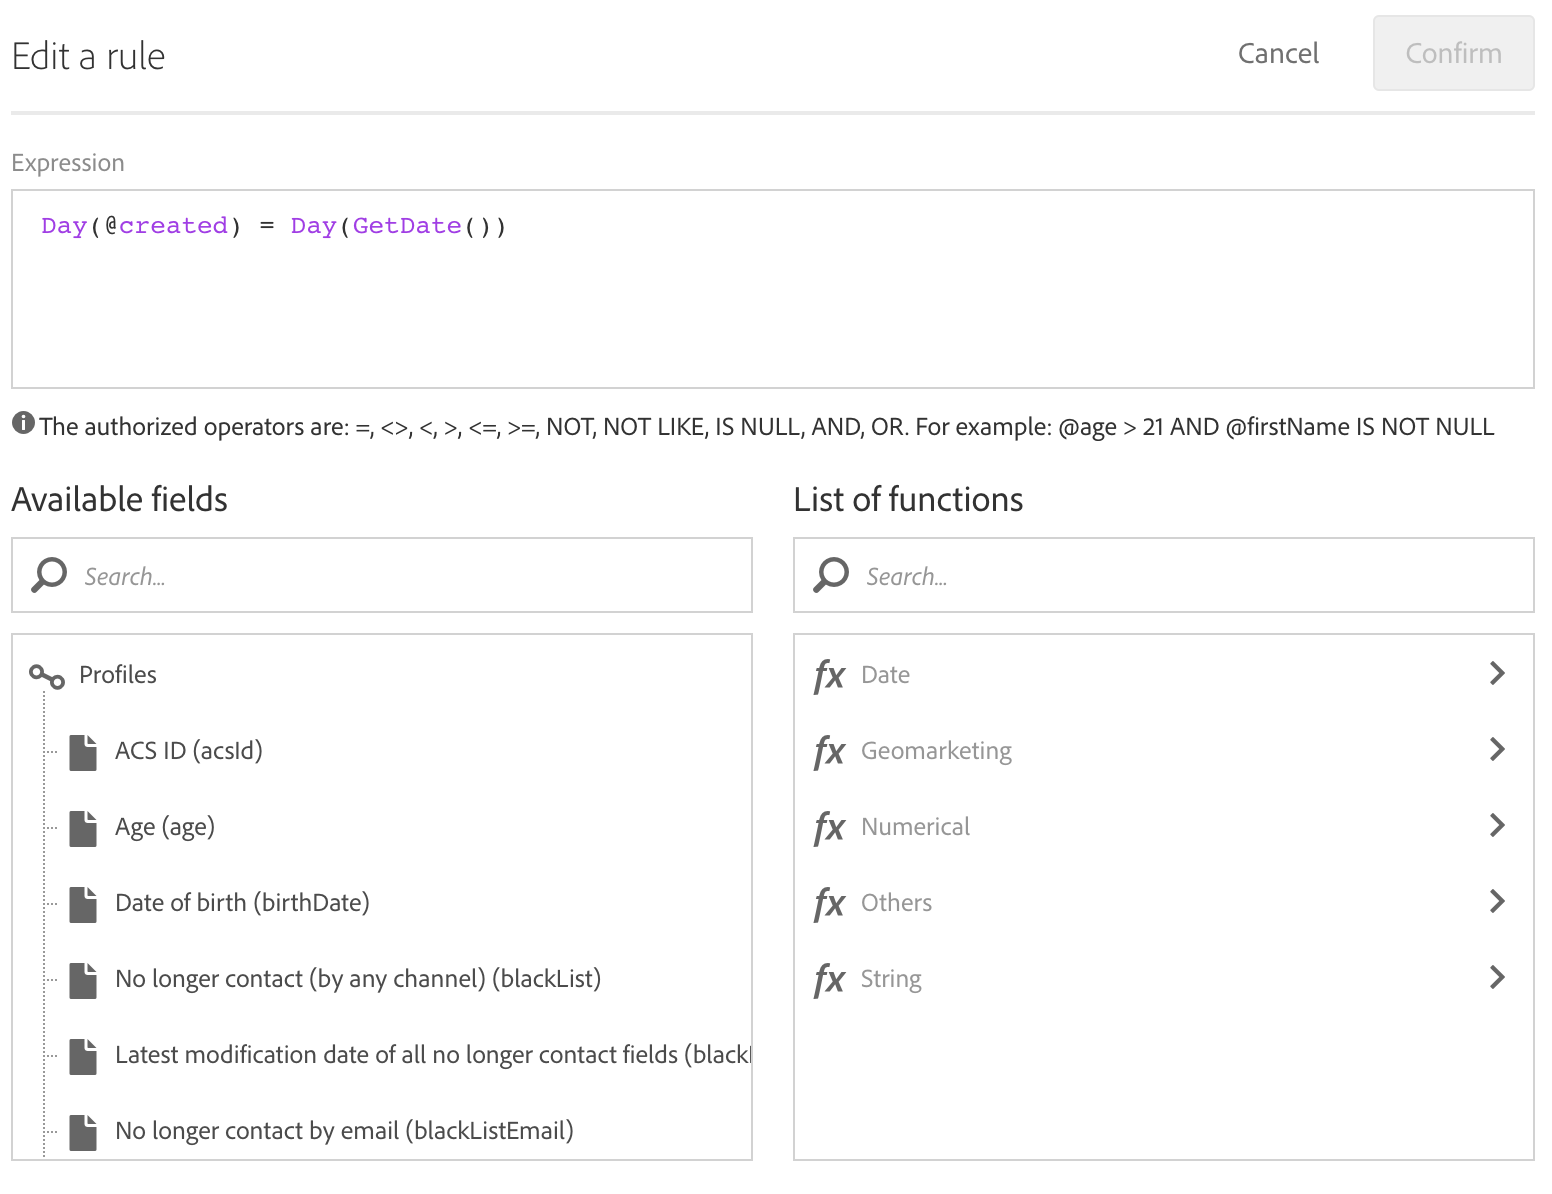 Edit a rule
Cancel
Confirm
Expression
Day(@created) = Day(GetDate())
The authorized operators are: =, <>, <, >, <=, >=, NOT, NOT LIKE, IS NULL, AND, OR. For example: @age > 21 AND @firstName IS NOT NULL
Available fields
Search...
Profiles
ACS ID (acsId)
Age (age)
Date of birth (birthDate)
No longer contact (by any channel) (blackList)
Latest modification date of all no longer contact fields (black
No longer contact by email (blackListEmail)
List of functions
Search...
fx Date
fx Geomarketing
fx Numerical
fx Others
fx String